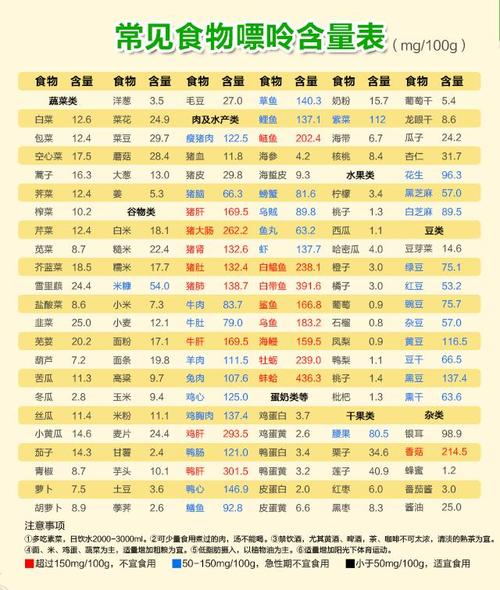 常见食物嘌呤含量表（mg/100g）
食物 含量 食物 含量 食物 含量 食物 含量 食物 含量 食物 含量
蔬菜类 洋葱 3.5 毛豆 27.0 草鱼 140.3 奶粉 15.7 葡萄干 5.4
白菜 12.6 菜花 24.9 肉及水产类 鲤鱼 137.1 紫菜 112 龙眼干 8.6
包菜 12.4 菜豆 29.7 瘦猪肉 122.5 鲢鱼 202.4 海带 6.7 瓜子 24.2
空心菜 17.5 蘑菇 28.4 猪血 11.8 海参 4.2 核桃 8.4 杏仁 31.7
蒿子 16.3 大葱 13.0 猪皮 29.8 海蜇皮 9.3 水果类 花生 96.3
荠菜 12.4 姜 5.3 猪脑 66.3 螃蟹 81.6 柠檬 3.4 黑芝麻 57.0
榨菜 10.2 谷物类 猪肝 169.5 乌贼 89.8 桃子 1.3 白芝麻 89.5
芹菜 12.4 白米 18.1 猪大肠 262.2 鱼丸 63.2 西瓜 1.1 豆类
苋菜 8.7 糙米 22.4 猪肾 132.6 虾 137.7 哈密瓜 4.0 豆芽菜 14.6
芥蓝菜 18.5 糯米 17.7 猪肚 132.4 白鲳鱼 238.1 橙子 3.0 绿豆 75.1
雪里蕻 24.4 米糠 54.0 猪肺 138.7 白带鱼 391.6 橘子 3.0 红豆 53.2
盐酸菜 8.6 小米 7.3 牛肉 83.7 鲨鱼 166.8 葡萄 0.9 豌豆 75.7
韭菜 25.0 小麦 12.1 牛肚 79.0 乌鱼 183.2 石榴 0.8 杂豆 57.0
芫荽 20.2 面粉 17.1 牛肝 169.5 海鳗 159.5 凤梨 0.9 黄豆 116.5
葫芦 7.2 面条 19.8 羊肉 111.5 牡蛎 239.0 鸭梨 1.1 豆干 66.5
苦瓜 11.3 高粱 9.7 兔肉 107.6 蚌蛤 436.3 芒果 1.4 黑豆 137.4
冬瓜 2.8 玉米 9.4 鸡心 125.0 蛋奶类等 枇杷 1.3 熏干 63.6
丝瓜 11.4 米粉 11.1 鸡胸肉 137.4 鸡蛋白 3.7 干果类 杂类
小黄瓜 14.6 麦片 24.4 鸡肝 293.5 鸡蛋黄 2.6 腰果 80.5 银耳 98.9
茄子 14.3 甘薯 2.4 鸭肠 121.0 鸭蛋白 3.4 栗子 34.6 香菇 214.5
青椒 8.7 芋头 10.1 鸭肝 301.5 鸭蛋黄 3.2 莲子 40.9 蜂蜜 1.2
萝卜 7.5 土豆 3.6 鸭心 146.9 皮蛋白 2.0 红枣 6.0 番茄酱 3.0
胡萝卜 8.9 荸荠 2.6 鳝鱼 92.8 皮蛋黄 6.6 黑枣 8.3 酱油 25.0
注意事项
①多吃素菜，日饮水2000-3000ml。②可少量食用煮过的肉，汤不能喝。③禁饮酒，尤其黄酒，啤酒，茶、咖啡不可太浓，清淡的熟茶为宜。
④面、米、鸡蛋、蔬菜为主，适量增加粗粮为宜。⑤低脂肪摄入，以植物油为主。⑥适量增加阳光下体育运动。
超过150mg/100g，不宜食用 50-150mg/100g，急性期不宜食用 小于50mg/100g，适宜食用